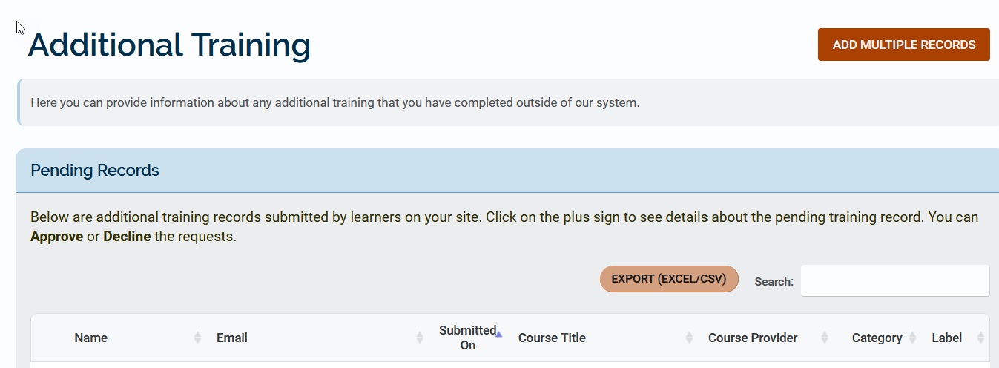 Additional Training
ADD MULTIPLE RECORDS
Here you can provide information about any additional training that you have completed outside of our system.
Pending Records
Below are additional training records submitted by learners on your site. Click on the plus sign to see details about the pending training record. You can
Approve or Decline the requests.
EXPORT (EXCEL/CSV)
Search:
Name
Email
Submitted
On
Course Title
Course Provider
Category
Label